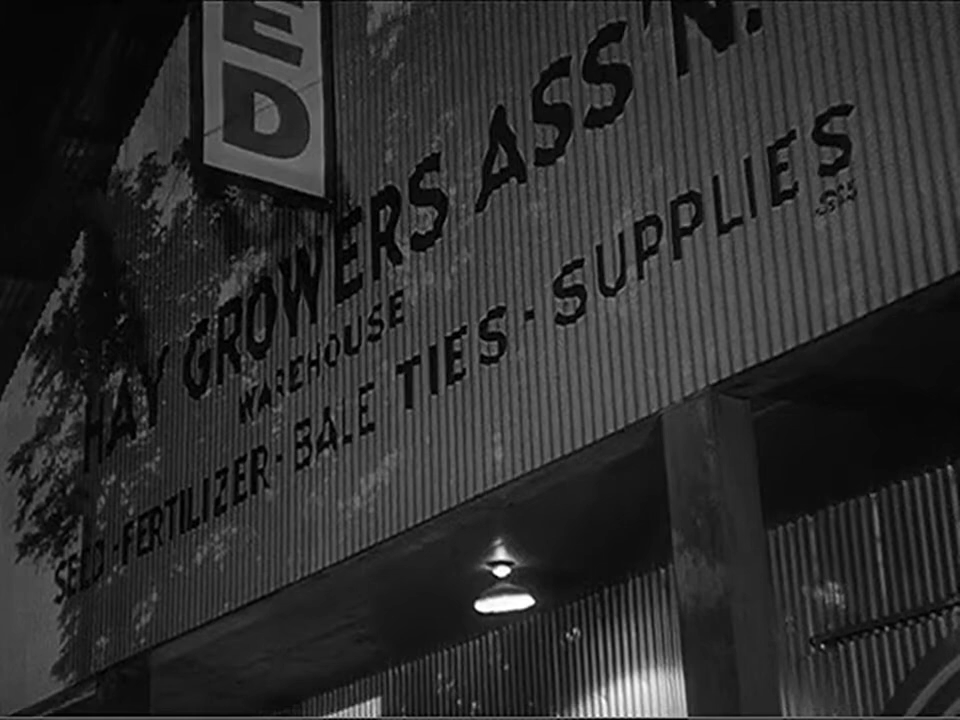 ED
HAY GROWERS ASS'N.
WAREHOUSE
SEED · FERTILIZER · BALE TIES - SUPPLIES